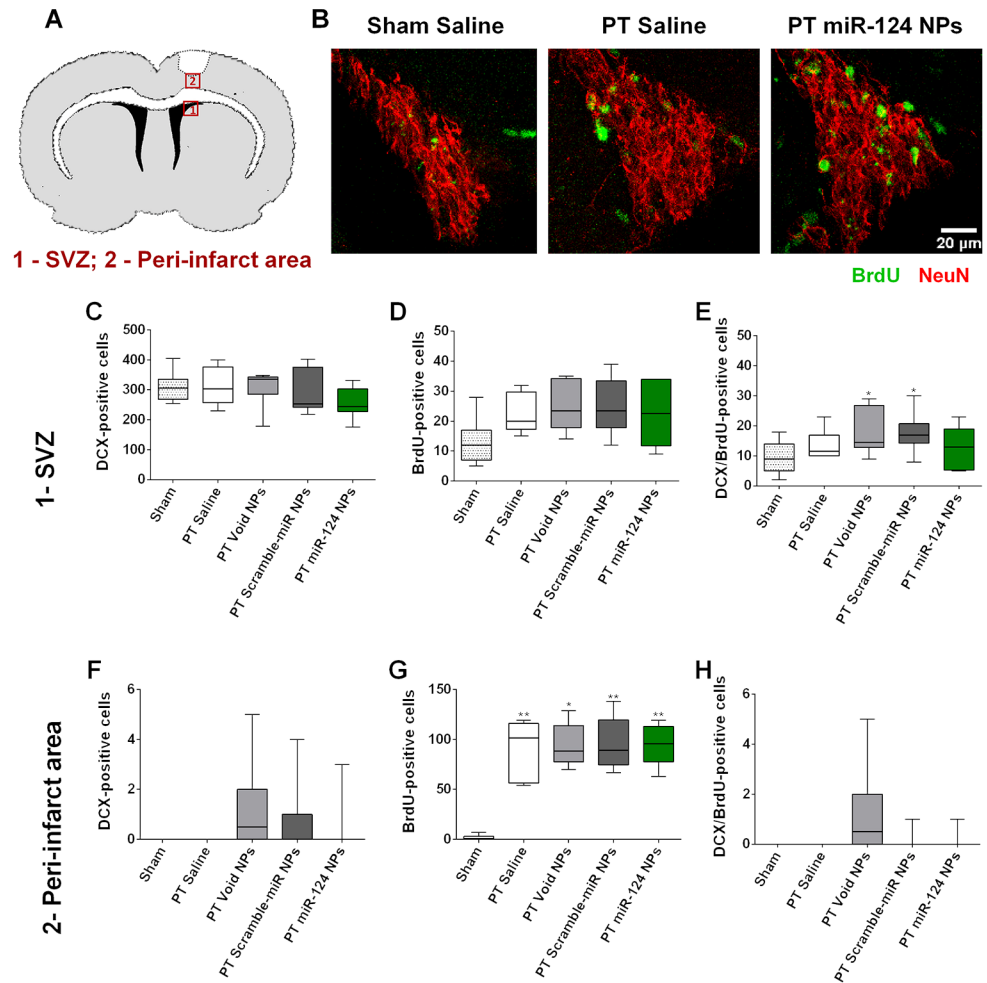 A
2
1
1 - SVZ; 2 - Peri-infarct area
B
Sham Saline
PT Saline
PT miR-124 NPs
20 µm
BrdU NeuN
1- SVZ
C
DCX-positive cells
500
400
300
200
100
0
Sham
PT Saline
PT Void NPs
PT Scramble-miR NPs
PT miR-124 NPs
D
BrdU-positive cells
50
40
30
20
10
0
Sham
PT Saline
PT Void NPs
PT Scramble-miR NPs
PT miR-124 NPs
E
DCX/BrdU-positive cells
50
40
30
20
10
0
*
*
Sham
PT Saline
PT Void NPs
PT Scramble-miR NPs
PT miR-124 NPs
2- Peri-infarct area
F
DCX-positive cells
6
4
2
0
Sham
PT Saline
PT Void NPs
PT Scramble-miR NPs
PT miR-124 NPs
G
BrdU-positive cells
150
100
50
0
**
*
**
**
Sham
PT Saline
PT Void NPs
PT Scramble-miR NPs
PT miR-124 NPs
H
DCX/BrdU-positive cells
6
4
2
0
Sham
PT Saline
PT Void NPs
PT Scramble-miR NPs
PT miR-124 NPs